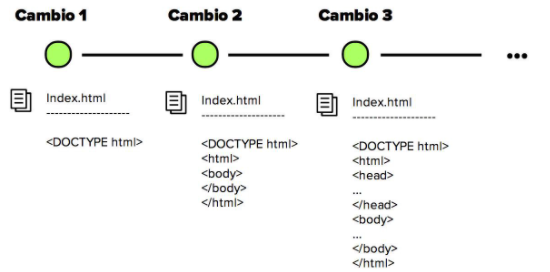 Cambio 1
Cambio 2
Cambio 3
...
Index.html
--------------------
<DOCTYPE html>
Index.html
--------------------
<DOCTYPE html>
<html>
<body>
</body>
</html>
Index.html
--------------------
<DOCTYPE html>
<html>
<head>
...
</head>
<body>
...
</body>
</html>